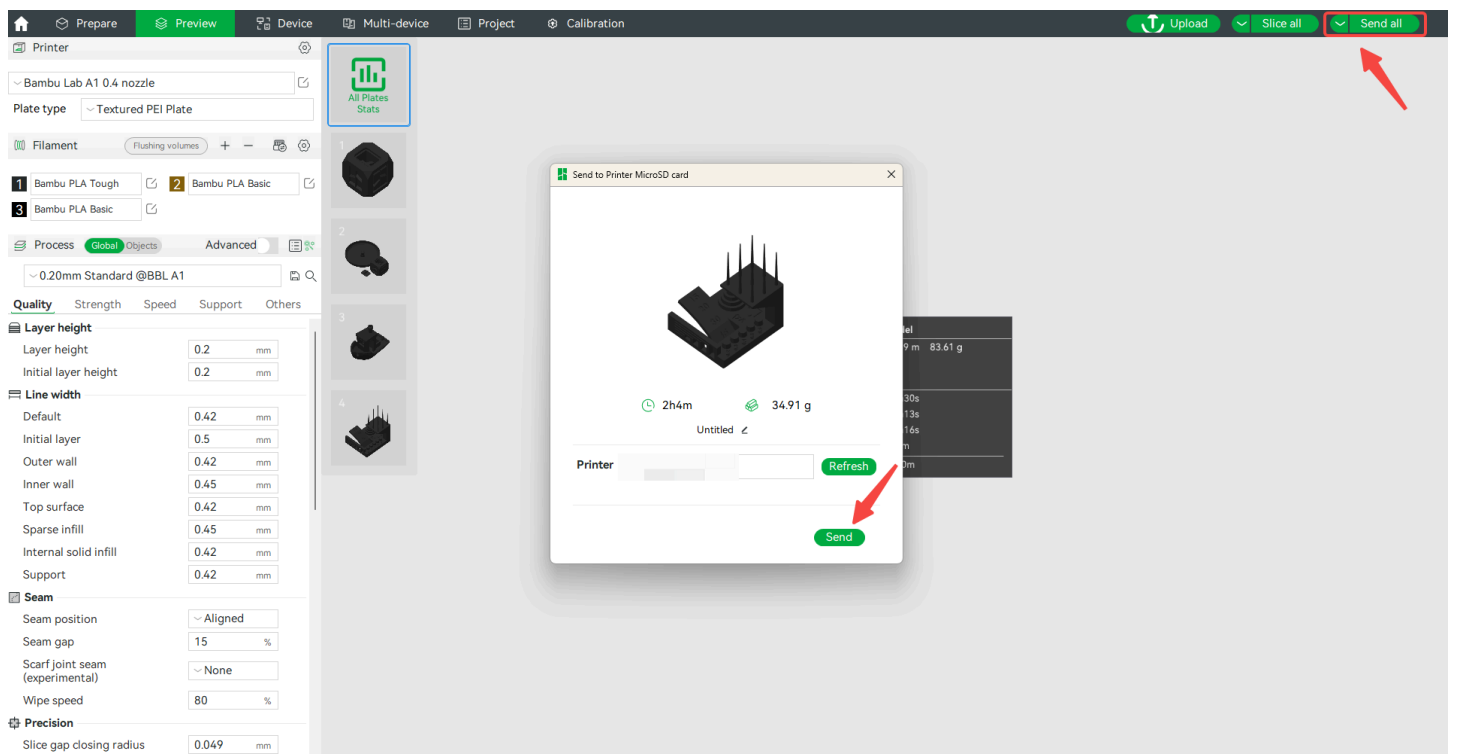 Prepare Preview Device Multi-device Project Calibration Upload Slice all Send all
Printer
Bambu Lab A1 0.4 nozzle
Plate type Textured PEI Plate
Filament Flushing volumes + −
1 Bambu PLA Tough 2 Bambu PLA Basic
3 Bambu PLA Basic
Process Global Objects Advanced
0.20mm Standard @BBL A1
Quality Strength Speed Support Others
Layer height
Layer height 0.2 mm
Initial layer height 0.2 mm
Line width
Default 0.42 mm
Initial layer 0.5 mm
Outer wall 0.42 mm
Inner wall 0.45 mm
Top surface 0.42 mm
Sparse infill 0.45 mm
Internal solid infill 0.42 mm
Support 0.42 mm
Seam
Seam position Aligned
Seam gap 15 %
Scarf joint seam
(experimental) None
Wipe speed 80 %
Precision
Slice gap closing radius 0.049 mm
All Plates
Stats
1
2
3
4
Send to Printer MicroSD card
2h4m 34.91 g
Untitled
Printer Refresh
Send
9 m 83.61 g
30s
13s
16s